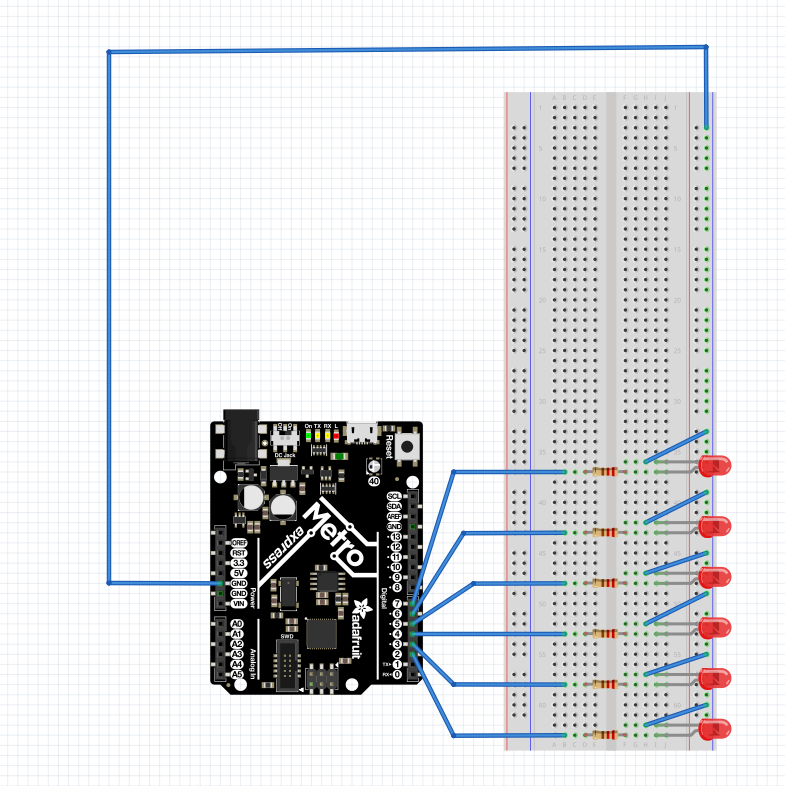 A B C D E F G H I J
1
5
10
15
20
25
30
35
40
45
50
55
60
A B C D E F G H I J
On TX RX L
Reset
DC Jack
40
Metro
express
SCL
SDA
AREF
GND
13
12
11
10
9
8
7
6
5
4
3
2
TX 1
RX 0
Digital
OREF
RST
3.3
5V
GND
GND
VIN
Power
A0
A1
A2
A3
A4
A5
Analog In
SWD
adafruit